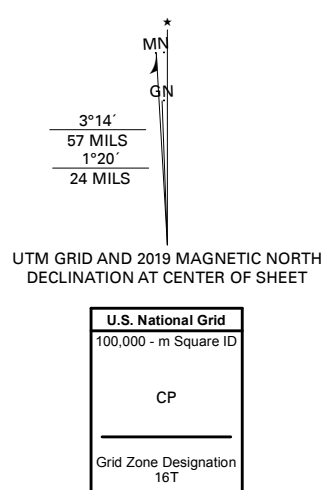 MN
GN
3°14´
57 MILS
1°20´
24 MILS
UTM GRID AND 2019 MAGNETIC NORTH
DECLINATION AT CENTER OF SHEET
U.S. National Grid
100,000 - m Square ID
CP
Grid Zone Designation
16T